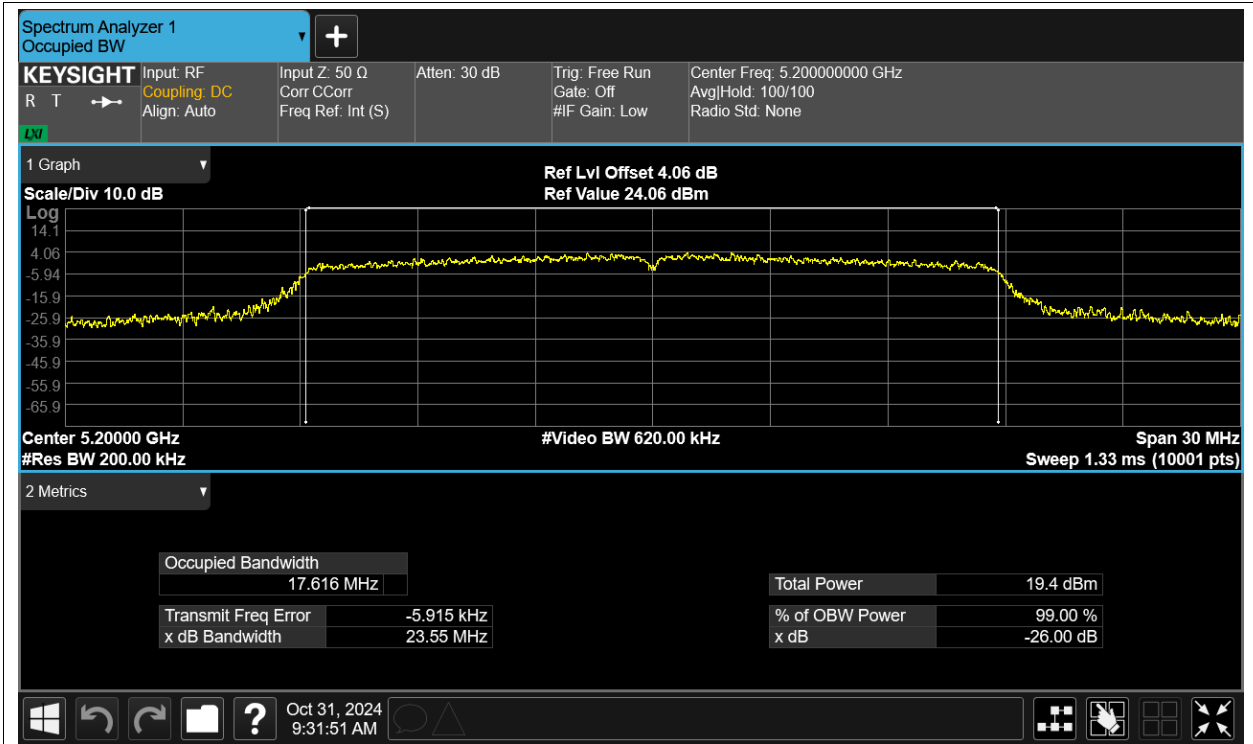 Spectrum Analyzer 1
Occupied BW
KEYSIGHT
R T
LXI
Input: RF
Coupling: DC
Align: Auto
Input Z: 50 Ω
Corr CCorr
Freq Ref: Int (S)
Atten: 30 dB
Trig: Free Run
Gate: Off
#IF Gain: Low
Center Freq: 5.200000000 GHz
Avg|Hold: 100/100
Radio Std: None
1 Graph
Scale/Div 10.0 dB
Ref Lvl Offset 4.06 dB
Ref Value 24.06 dBm
Log
14.1
4.06
-5.94
-15.9
-25.9
-35.9
-45.9
-55.9
-65.9
Center 5.20000 GHz
#Video BW 620.00 kHz
Span 30 MHz
#Res BW 200.00 kHz
Sweep 1.33 ms (10001 pts)
2 Metrics
Occupied Bandwidth
17.616 MHz
Total Power 19.4 dBm
Transmit Freq Error -5.915 kHz
% of OBW Power 99.00 %
x dB Bandwidth 23.55 MHz
x dB -26.00 dB
?
Oct 31, 2024
9:31:51 AM